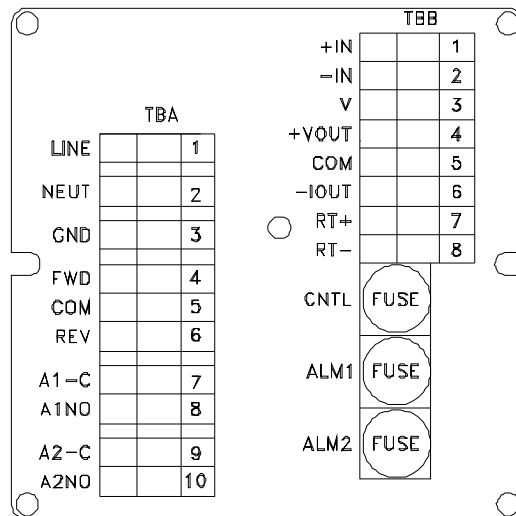 TBB
+IN 1
-IN 2
V 3
+VOUT 4
COM 5
-IOUT 6
RT+ 7
RT- 8
CNTL FUSE
ALM1 FUSE
ALM2 FUSE
TBA
LINE 1
NEUT 2
GND 3
FWD 4
COM 5
REV 6
A1-C 7
A1NO 8
A2-C 9
A2NO 10